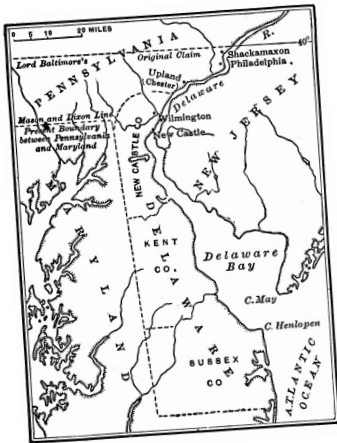 0 5 10 20 MILES
Lord Baltimore's Original Claim
40°
PENNSYLVANIA
R.
Shackamaxon
Philadelphia
Upland
(Chester)
Delaware
Mason and Dixon Line
Present Boundary
between Pennsylvania
and Maryland
Wilmington
New Castle
NEW CASTLE CO.
NEW JERSEY
MARYLAND
DELAWARE
KENT
CO.
Delaware
Bay
C. May
C. Henlopen
SUSSEX
CO
ATLANTIC
OCEAN